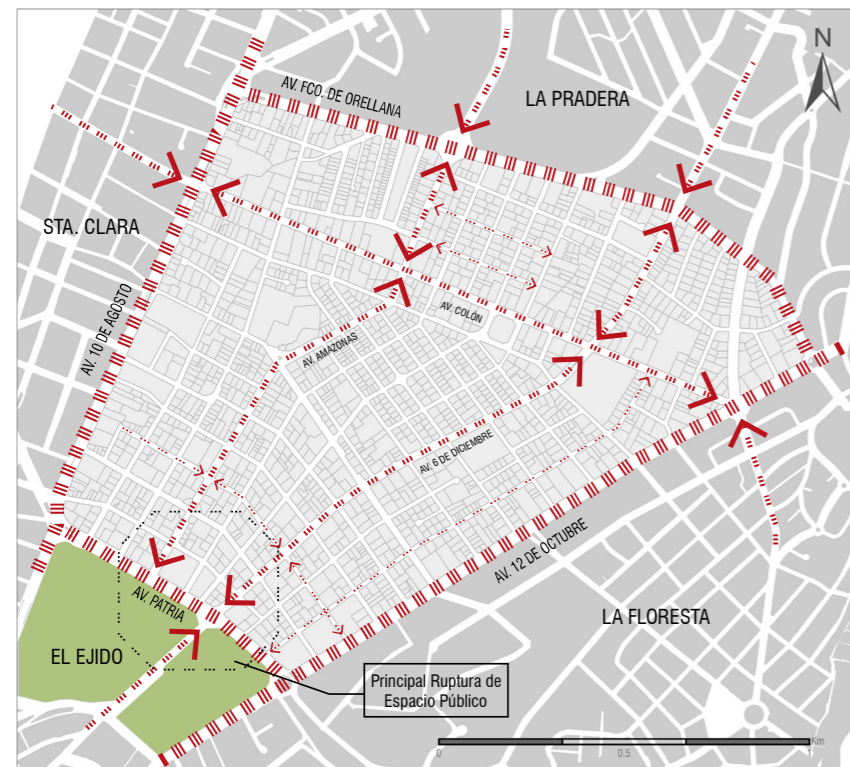 N
AV. FCO. DE ORELLANA
LA PRADERA
STA. CLARA
AV. 10 DE AGOSTO
AV. COLÓN
AV. AMAZONAS
AV. 6 DE DICIEMBRE
AV. 12 DE OCTUBRE
AV. PATRIA
LA FLORESTA
EL EJIDO
Principal Ruptura de
Espacio Público
Km
0
0.5
1